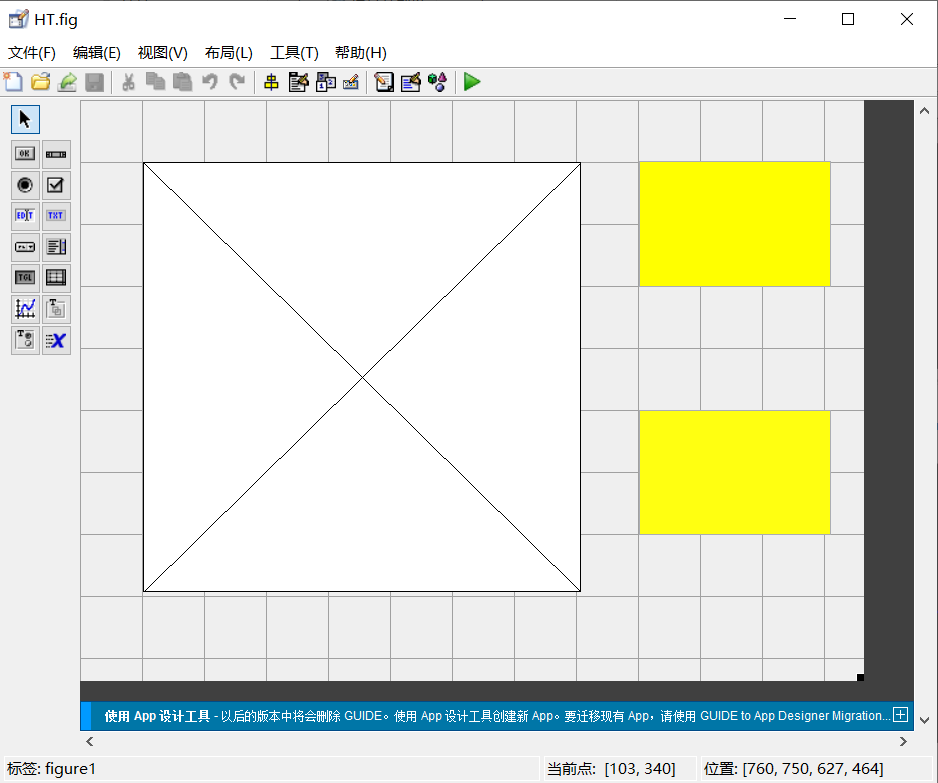 HT.fig
文件(F) 编辑(E) 视图(V) 布局(L) 工具(T) 帮助(H)
OK
EDIT TXT
TGL
使用 App 设计工具 - 以后的版本中将会删除 GUIDE。使用 App 设计工具创建新 App。要迁移现有 App，请使用 GUIDE to App Designer Migration...
标签: figure1 当前点: [103, 340] 位置: [760, 750, 627, 464]